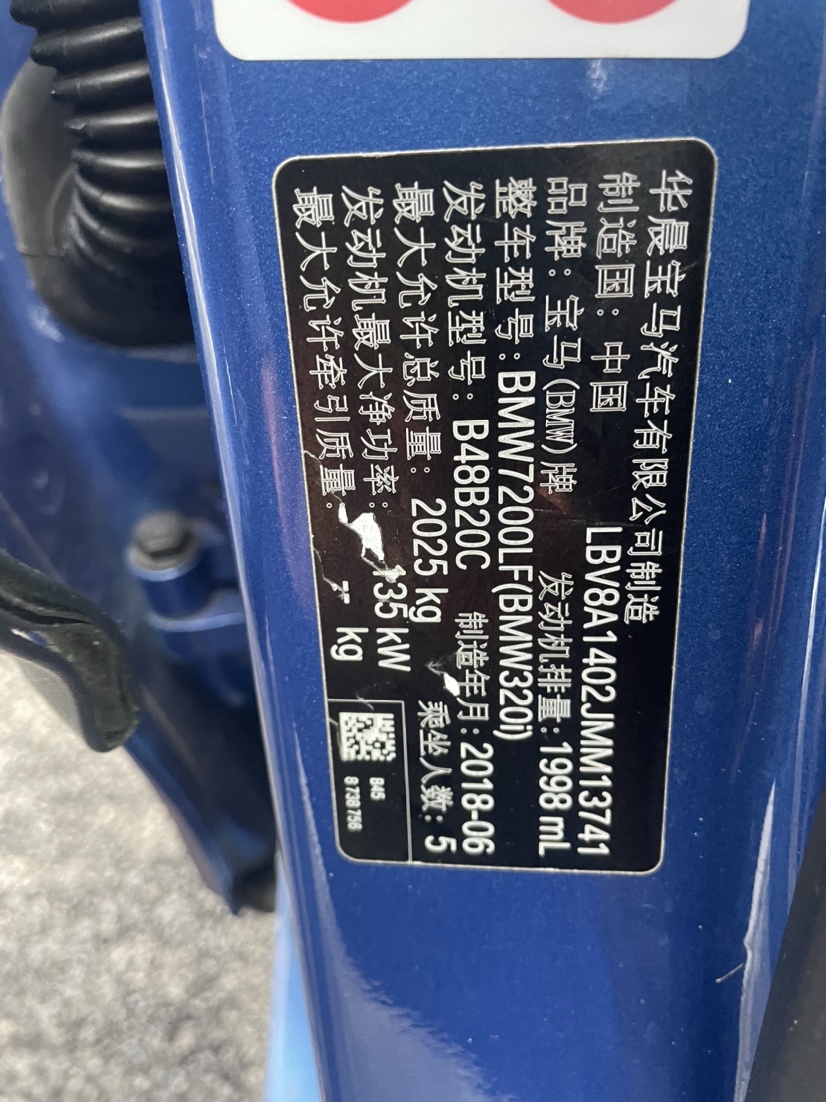 华晨宝马汽车有限公司制造
制造国：中国 LBV8A1402JMM13741
品牌：宝马(BMW)牌 发动机排量：1998 mL
整车型号：BMW7200LF(BMW320i)
发动机型号：B48B20C 制造年月：2018-06
最大允许总质量：2025 kg 乘坐人数：5
发动机最大净功率：135 kW
最大允许牵引质量：- kg
B45
8 738 756